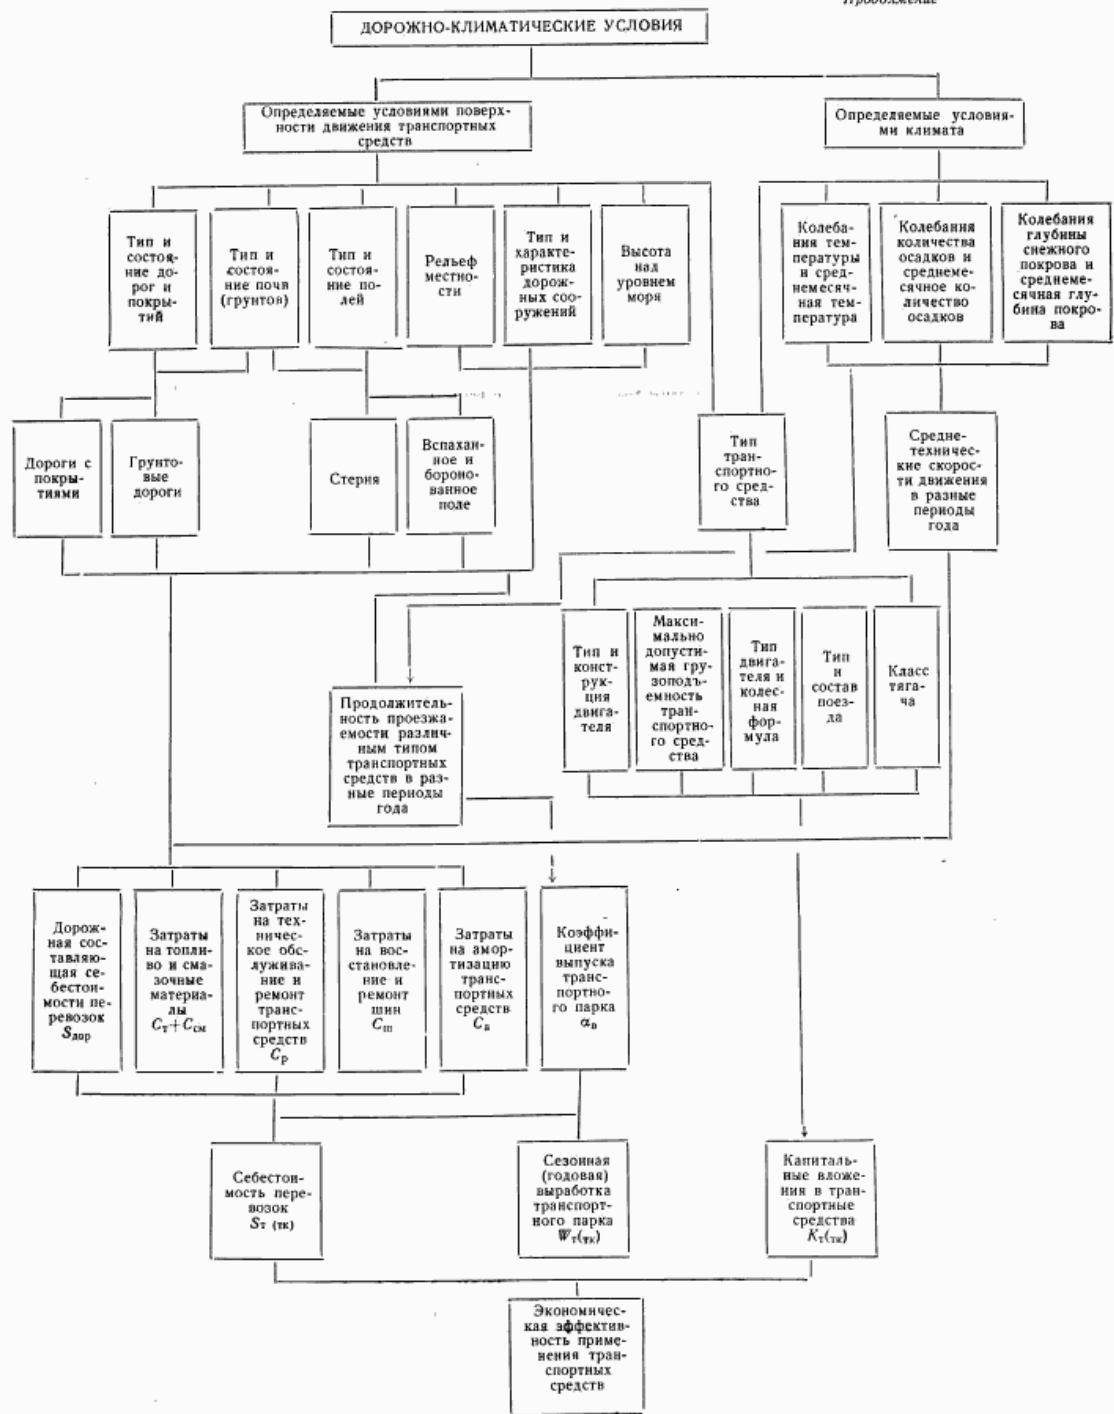 Продолжение
ДОРОЖНО-КЛИМАТИЧЕСКИЕ УСЛОВИЯ
Определяемые условиями поверх-
ности движения транспортных
средств
Определяемые условия-
ми климата
Тип и
состоя-
ние до-
рог и
покры-
тий
Тип и
состоя-
ние почв
(грунтов)
Тип и
состоя-
ние по-
лей
Рельеф
местно-
сти
Тип и
характе-
ристика
дорож-
ных соо-
ружений
Высота
над
уровнем
моря
Колеба-
ния тем-
пературы
и сред-
немесяч-
ная тем-
пература
Колебания
количества
осадков и
среднеме-
сячное ко-
личество
осадков
Колебания
глубины
снежного
покрова и
среднеме-
сячная глу-
бина покро-
ва
Дороги с
покры-
тиями
Грунто-
вые
дороги
Стерня
Вспахан-
ное и
бороно-
ванное
поле
Тип
тран-
спортно-
го сред-
ства
Средне-
техничес-
кие скорос-
ти движения
в разные
периоды
года
Тип и
конст-
рук-
ция
двига-
теля
Макси-
мально
допусти-
мая гру-
зоподъ-
емность
тран-
спортно-
го сред-
ства
Тип
двига-
теля и
колес-
ная
фор-
мула
Тип
и
состав
поез-
да
Класс
тяга-
ча
Продолжитель-
ность проезжа-
емости различ-
ным типом
транспортных
средств в раз-
ные периоды
года
Дорож-
ная сос-
тавляю-
щая се-
бестои-
мости пе-
ревозок
Sдор
Затраты
на топли-
во и сма-
зочные
материа-
лы
Cт+Cсм
Затраты
на тех-
ничес-
кое обс-
лужива-
ние и
ремонт
транс-
портных
средств
Cр
Затраты
на вос-
становле-
ние и
ремонт
шин
Cш
Затраты
на амор-
тизацию
транс-
портных
средств
Cв
Коэффи-
циент
выпуска
транс-
портно-
го парка
αв
Себестои-
мость пере-
возок
Sт (тк)
Сезонная
(годовая)
выработка
транспорт-
ного парка
Wт(тк)
Капиталь-
ные вложе-
ния в тран-
спортные
средства
Kт(тк)
Экономичес-
кая эффектив-
ность приме-
нения тран-
спортных
средств